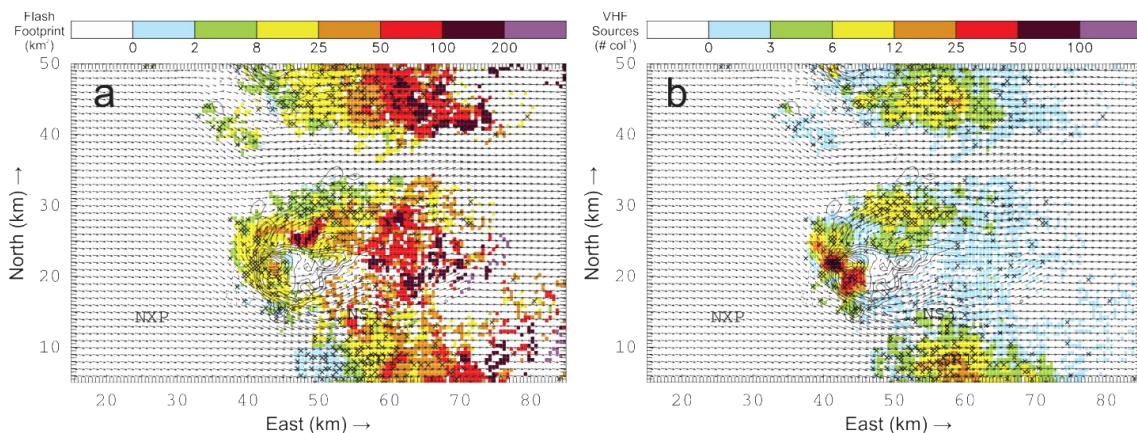 Flash
Footprint
(km²)
0 2 8 25 50 100 200
VHF
Sources
(# col⁻¹)
0 3 6 12 25 50 100
a
50
40
30
20
10
North (km) →
NXP
20 30 40 50 60 70 80
East (km) →
b
50
40
30
20
10
North (km) →
NXP
20 30 40 50 60 70 80
East (km) →